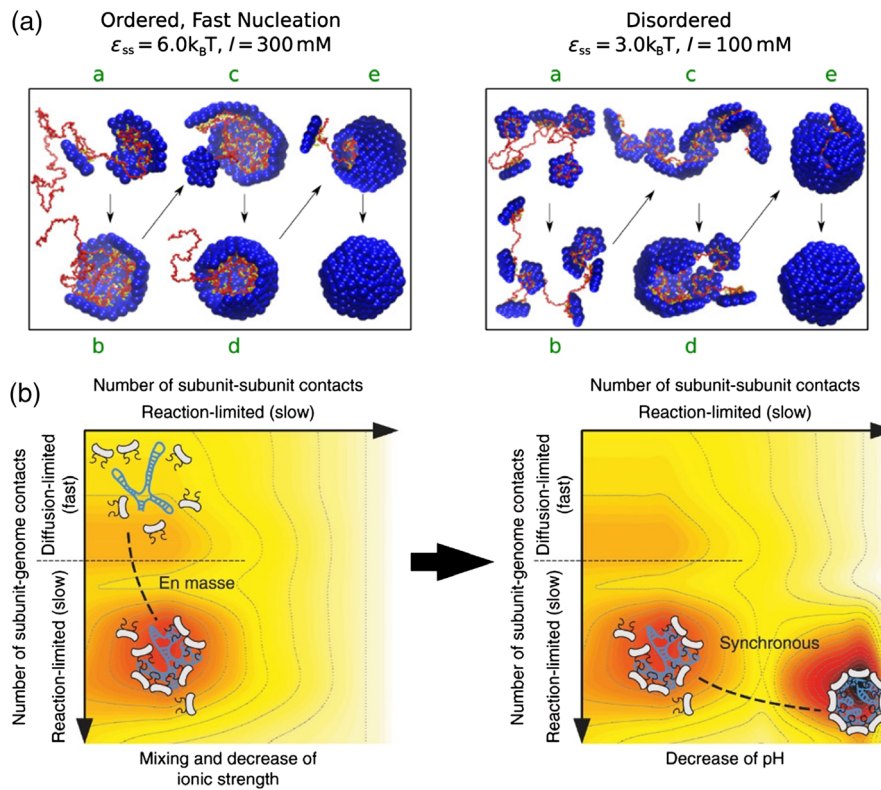 (a)
Ordered, Fast Nucleation
εss = 6.0kBT, I = 300 mM
a c e
b d
Disordered
εss = 3.0kBT, I = 100 mM
a c e
b d
(b)
Number of subunit-subunit contacts
Reaction-limited (slow)
Number of subunit-genome contacts
Diffusion-limited
(fast)
Reaction-limited (slow)
En masse
Mixing and decrease of
ionic strength
Number of subunit-subunit contacts
Reaction-limited (slow)
Number of subunit-genome contacts
Diffusion-limited
(fast)
Reaction-limited (slow)
Synchronous
Decrease of pH